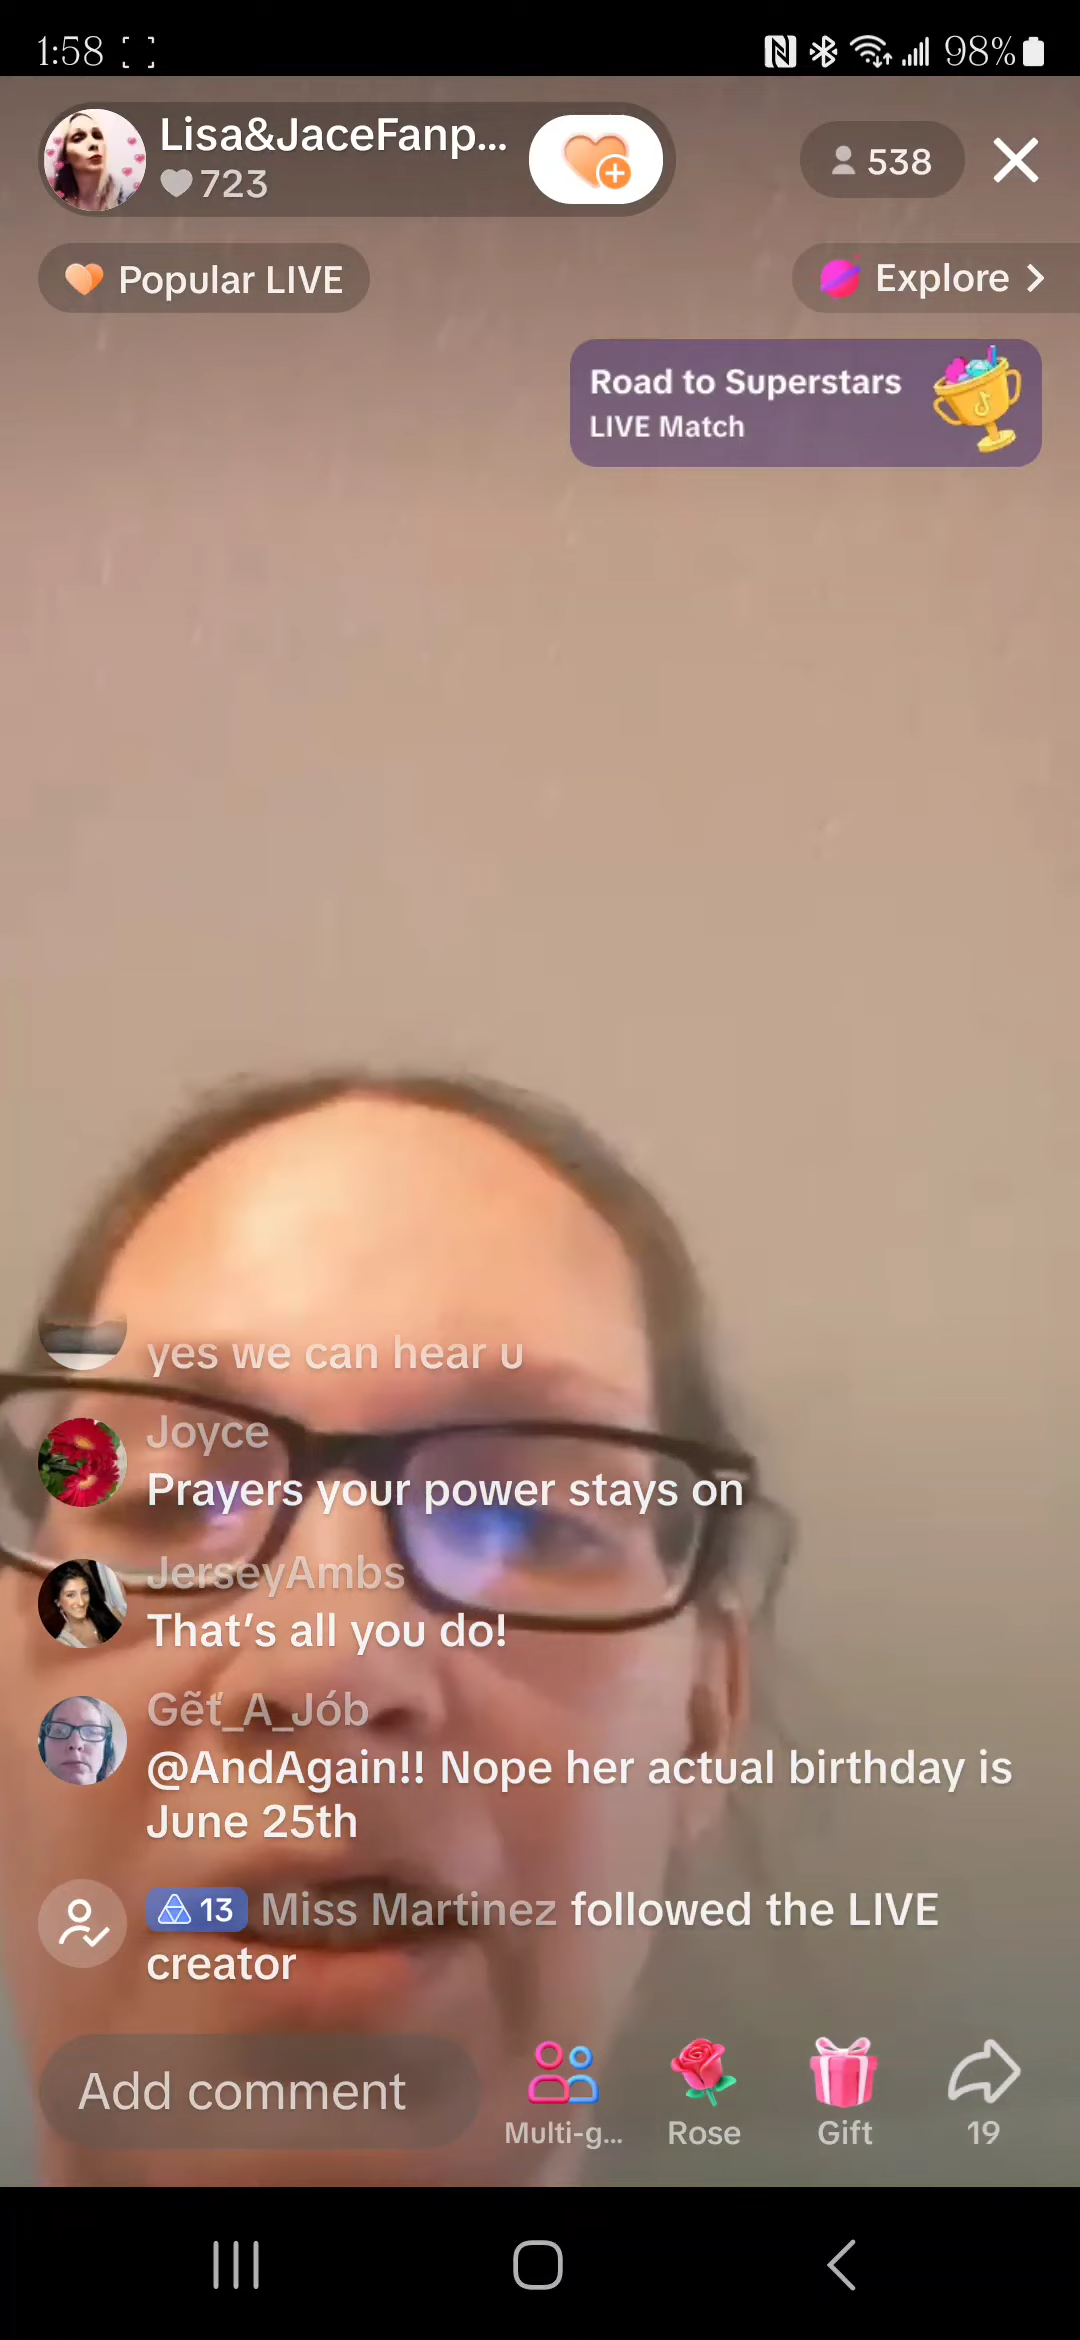 1:58
98%
Lisa&JaceFanp...
723
538
Popular LIVE
Explore
Road to Superstars
LIVE Match
yes we can hear u
Joyce
Prayers your power stays on
JerseyAmbs
That's all you do!
Gẽť_A_Jób
@AndAgain!! Nope her actual birthday is
June 25th
13 Miss Martinez followed the LIVE
creator
Add comment
Multi-g...
Rose
Gift
19